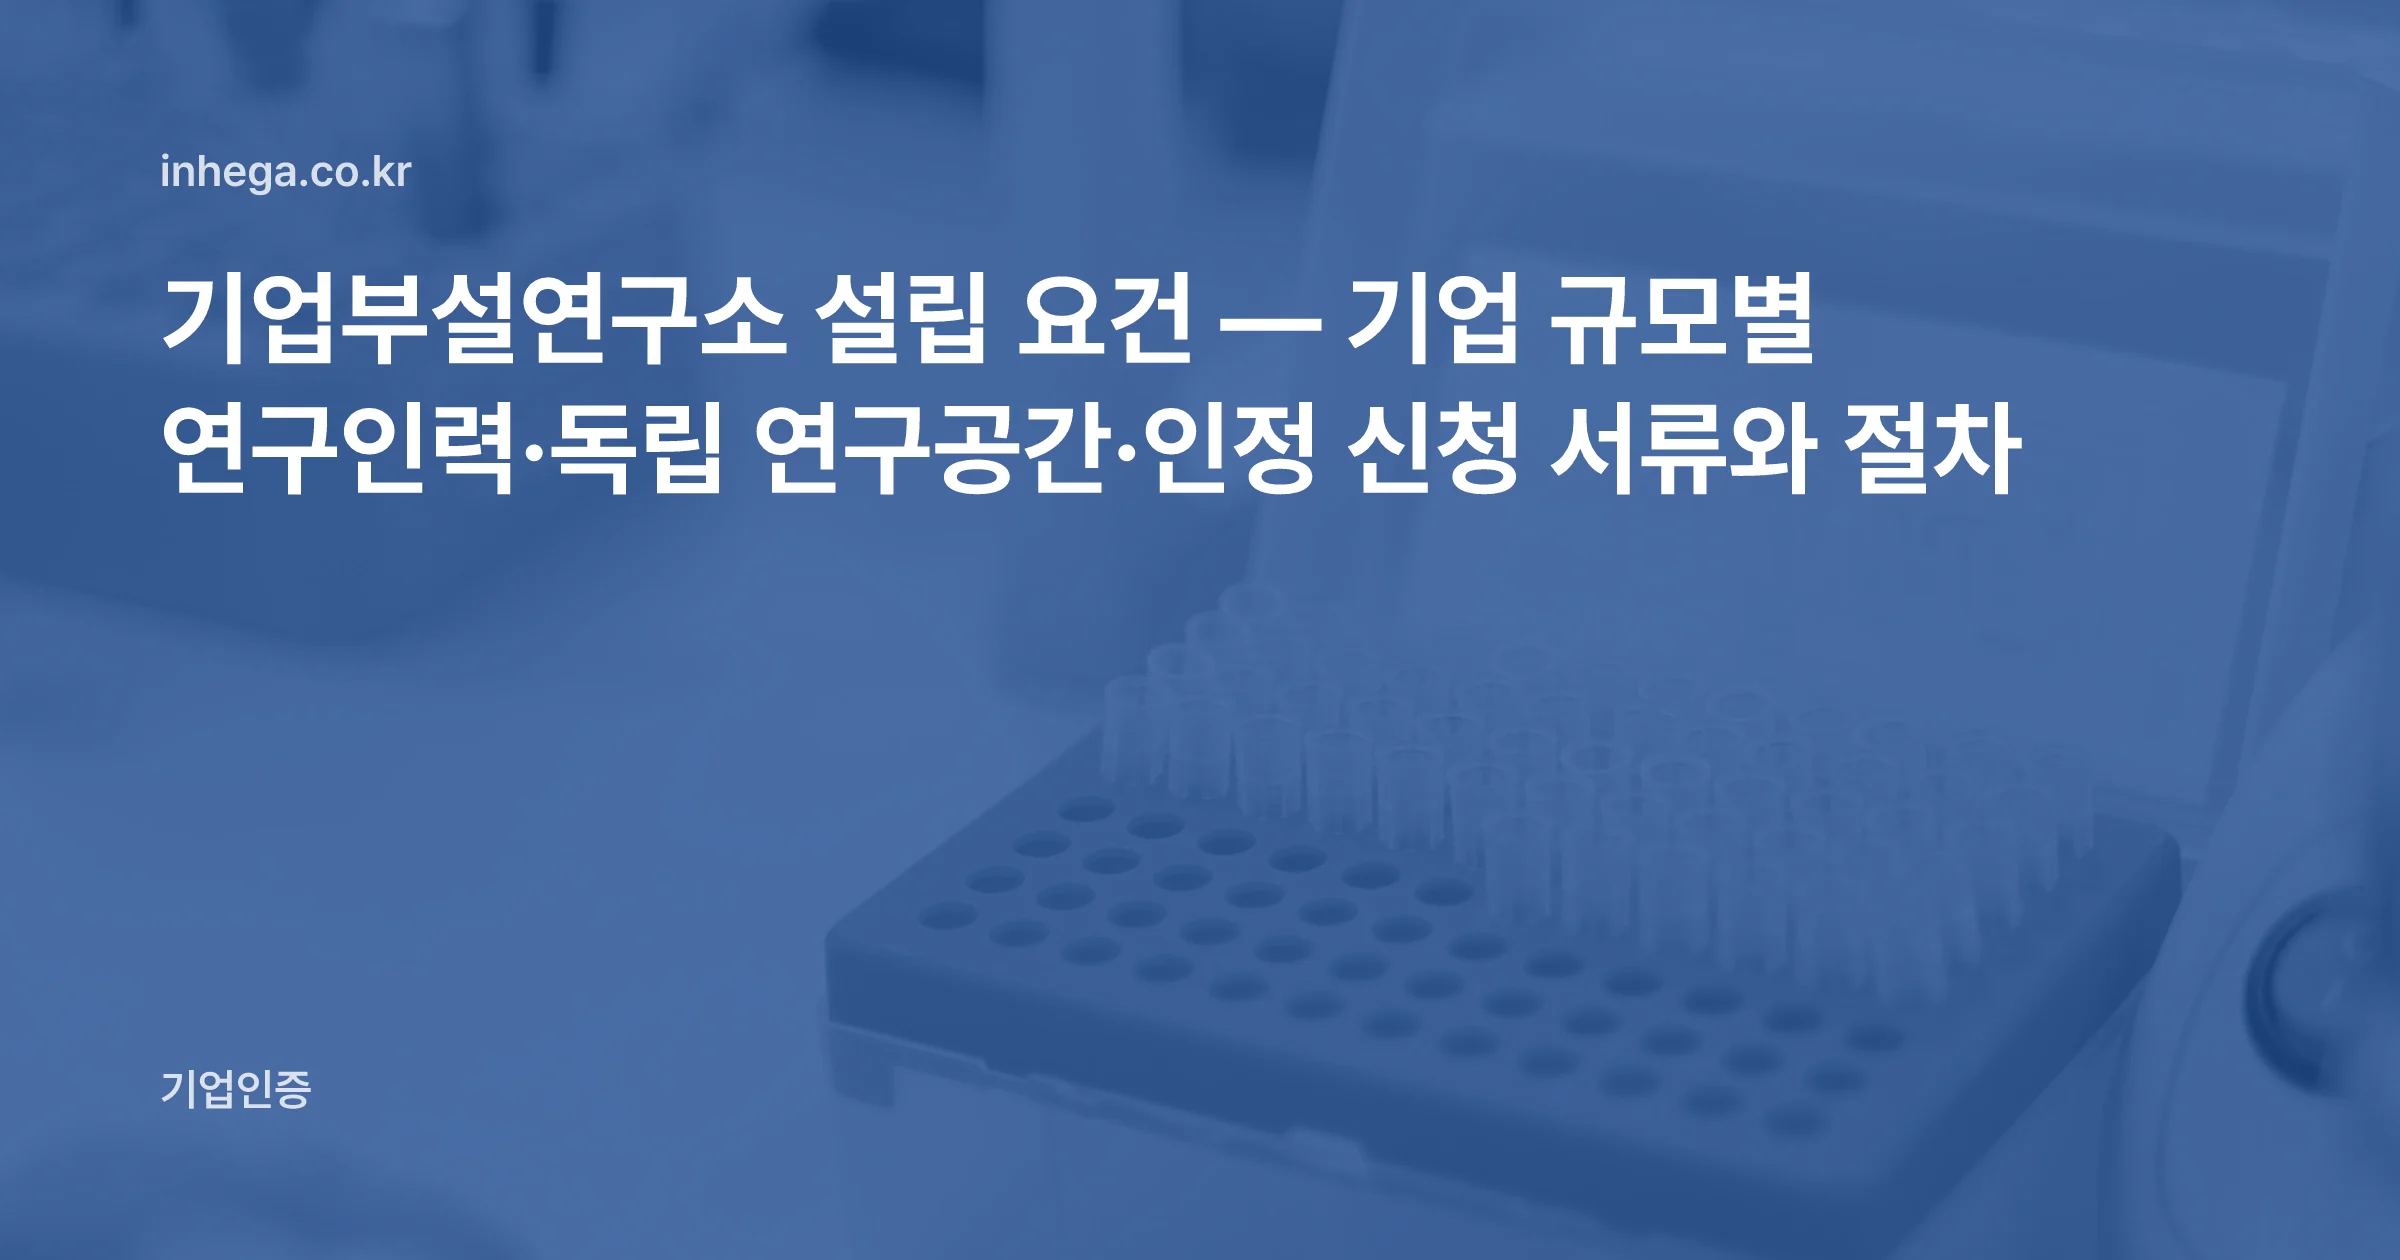 inhega.co.kr
기업부설연구소 설립 요건 — 기업 규모별
연구인력·독립 연구공간·인정 신청 서류와 절차
기업인증